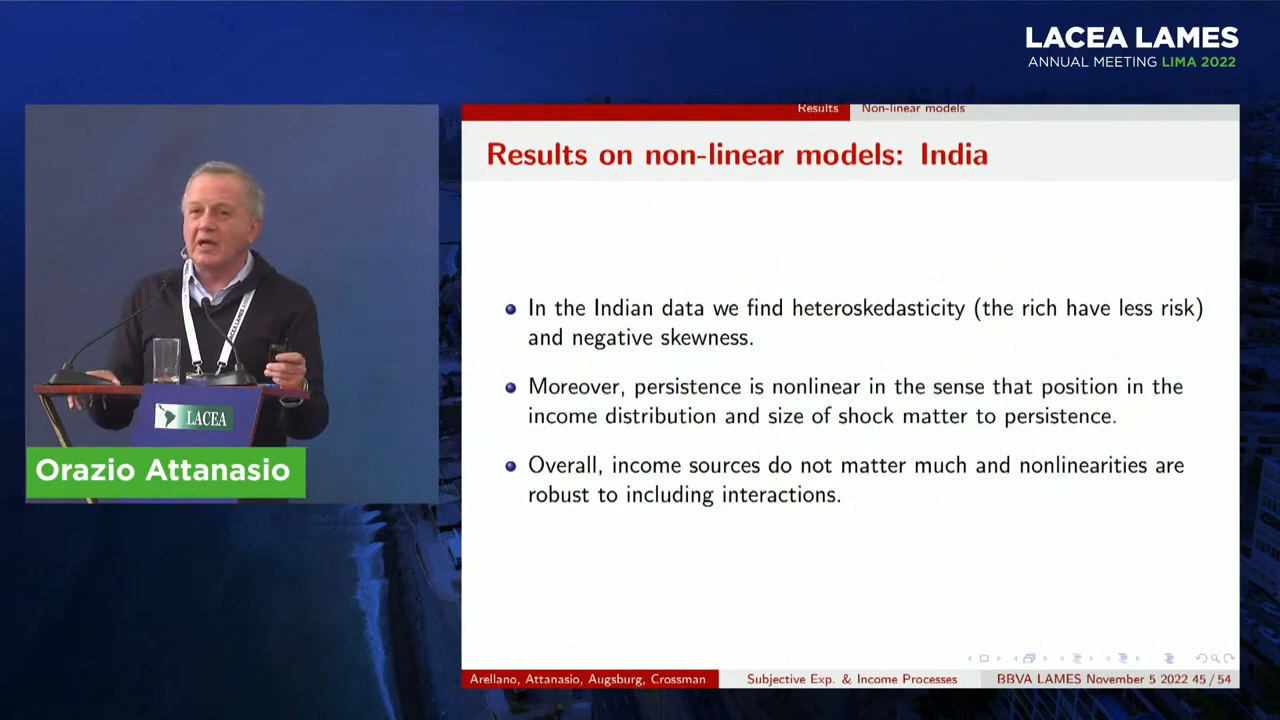 LACEA LAMES
ANNUAL MEETING LIMA 2022
Results Non-linear models
Results on non-linear models: India
In the Indian data we find heteroskedasticity (the rich have less risk)
and negative skewness.
Moreover, persistence is nonlinear in the sense that position in the
income distribution and size of shock matter to persistence.
Overall, income sources do not matter much and nonlinearities are
robust to including interactions.
LACEA LAMES
LACEA
Orazio Attanasio
Arellano, Attanasio, Augsburg, Crossman Subjective Exp. & Income Processes BBVA LAMES November 5 2022 45 / 54